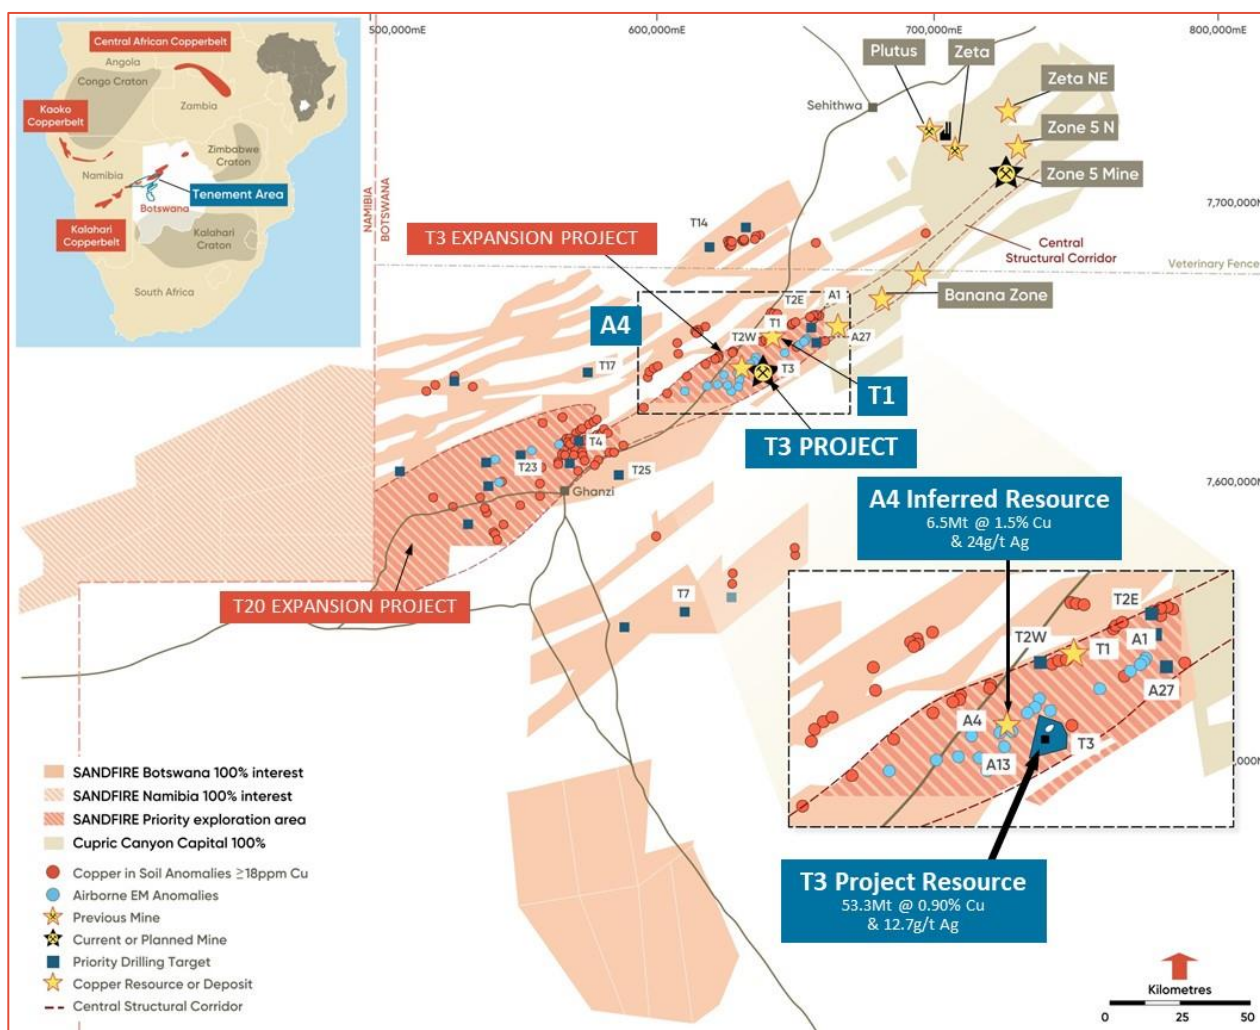 500,000mE
600,000mE
700,000mE
800,000mE
Central African Copperbelt
Angola
Congo Craton
Zambia
Kaoko
Copperbelt
Zimbabwe
Craton
Namibia
Tenement Area
Botswana
Kalahari
Copperbelt
Kalahari
Craton
South Africa
NAMIBIA
BOTSWANA
Plutus
Zeta
Sehithwa
Zeta NE
Zone 5 N
Zone 5 Mine
7,700,000m
T14
T3 EXPANSION PROJECT
Central
Structural Corridor
Veterinary Fence
Banana Zone
A4
T2E
A1
T1
T2W
A27
T3
T17
T1
T3 PROJECT
T4
T23
T25
Ghanzi
7,600,000m
A4 Inferred Resource
6.5Mt @ 1.5% Cu
& 24g/t Ag
T20 EXPANSION PROJECT
T7
T2E
T2W
T1
A1
A27
A4
T3
A13
SANDFIRE Botswana 100% interest
SANDFIRE Namibia 100% interest
SANDFIRE Priority exploration area
Cupric Canyon Capital 100%
Copper in Soil Anomalies ≥18ppm Cu
Airborne EM Anomalies
Previous Mine
Current or Planned Mine
Priority Drilling Target
Copper Resource or Deposit
Central Structural Corridor
T3 Project Resource
53.3Mt @ 0.90% Cu
& 12.7g/t Ag
Kilometres
0 25 50